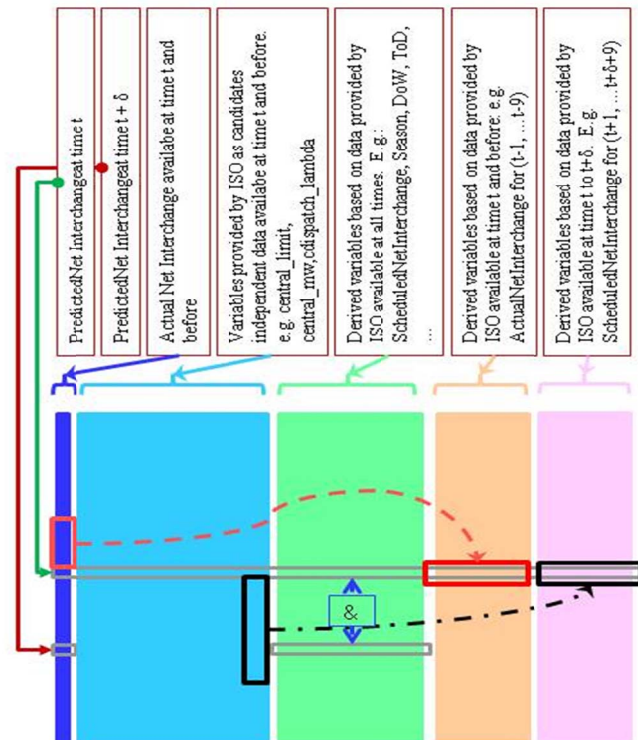 PredictedNet Interchangeat time t
PredictedNet Interchangeat time t + δ
Actual Net Interchange availabe at time t and
before
Variables provided by ISO as candidates
independent data availabe at time t and before.
e.g. central_limit,
central_mw,cdispatch_lambda
Derived variables based on data provided by
ISO available at all times. E g.:
ScheduledNetInterchange, Season, DoW, ToD,
...
Derived variables based on data provided by
ISO available at time t and before: e.g.
ActualNetInterchange for (t-1, ...t-9)
Derived variables based on data provided by
ISO available at time t to t+δ. E.g.
ScheduledNetInterchange for (t+1, ...t+δ+9)
&